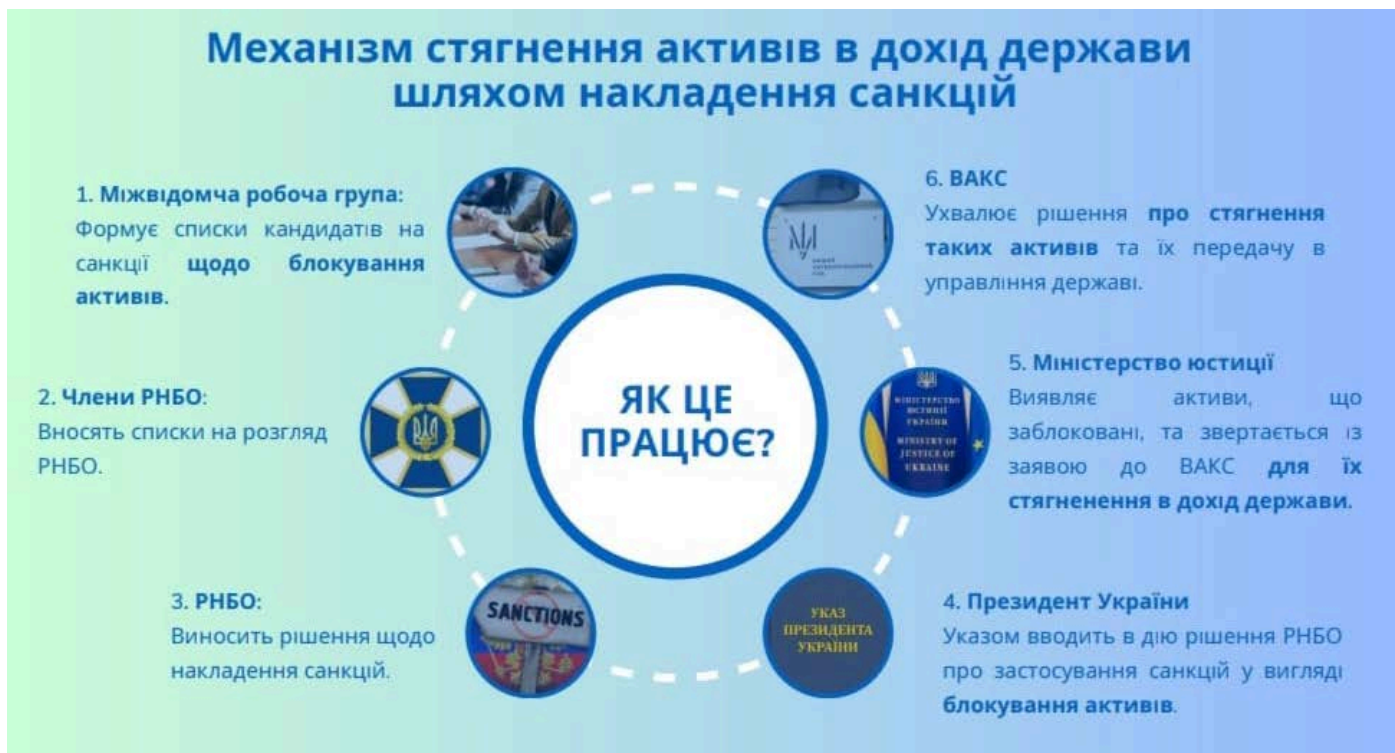 Механізм стягнення активів в дохід держави
шляхом накладення санкцій
1. Міжвідомча робоча група:
Формує списки кандидатів на
санкції щодо блокування
активів.
2. Члени РНБО:
Вносять списки на розгляд
РНБО.
3. РНБО:
Виносить рішення щодо
накладення санкцій.
SANCTIONS
ЯК ЦЕ
ПРАЦЮЄ?
УКАЗ
ПРЕЗИДЕНТА
УКРАЇНИ
4. Президент України
Указом вводить в дію рішення РНБО
про застосування санкцій у вигляді
блокування активів.
МІНІСТЕРСТВО
ЮСТИЦІЇ
УКРАЇНИ
MINISTRY OF
JUSTICE OF
UKRAINE
5. Міністерство юстиції
Виявляє активи, що
заблоковані, та звертається із
заявою до ВАКС для їх
стягненення в дохід держави.
6. ВАКС
Ухвалює рішення про стягнення
таких активів та їх передачу в
управління державі.